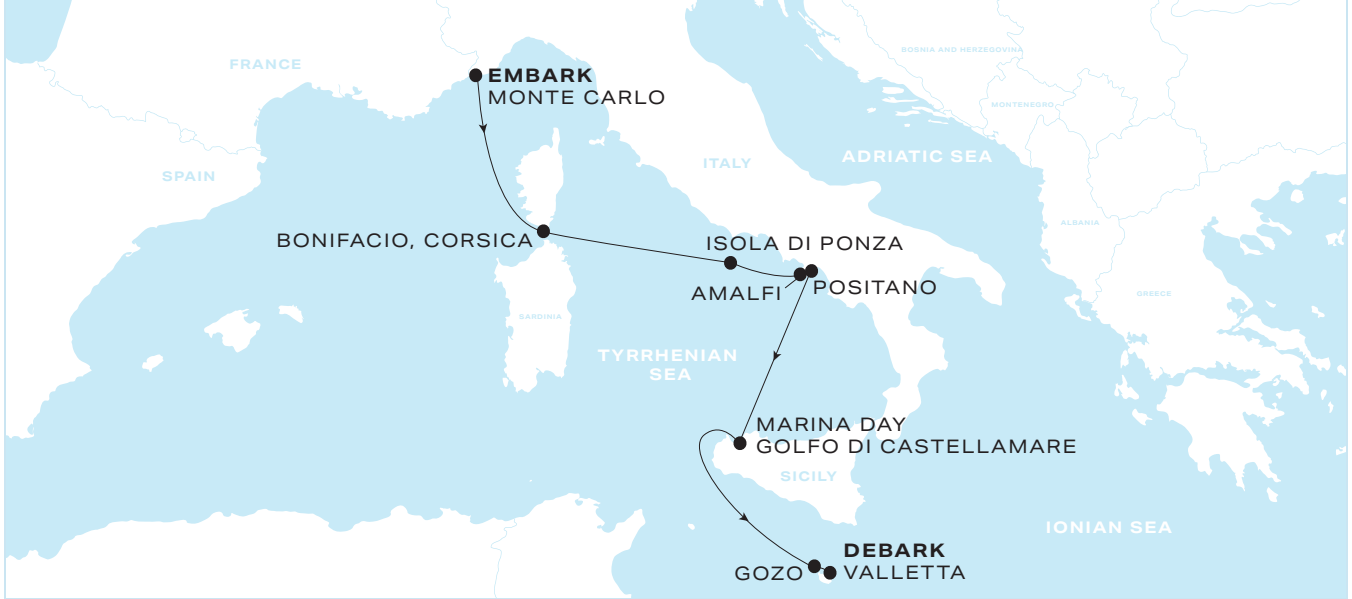 BOSNIA AND HERZEGOVINA
FRANCE
EMBARK
MONTE CARLO
MONTENEGRO
ADRIATIC SEA
ITALY
SPAIN
ALBANIA
BONIFACIO, CORSICA
ISOLA DI PONZA
AMALFI
POSITANO
GREECE
SARDINIA
TYRRHENIAN
SEA
MARINA DAY
GOLFO DI CASTELLAMARE
SICILY
IONIAN SEA
DEBARK
VALLETTA
GOZO